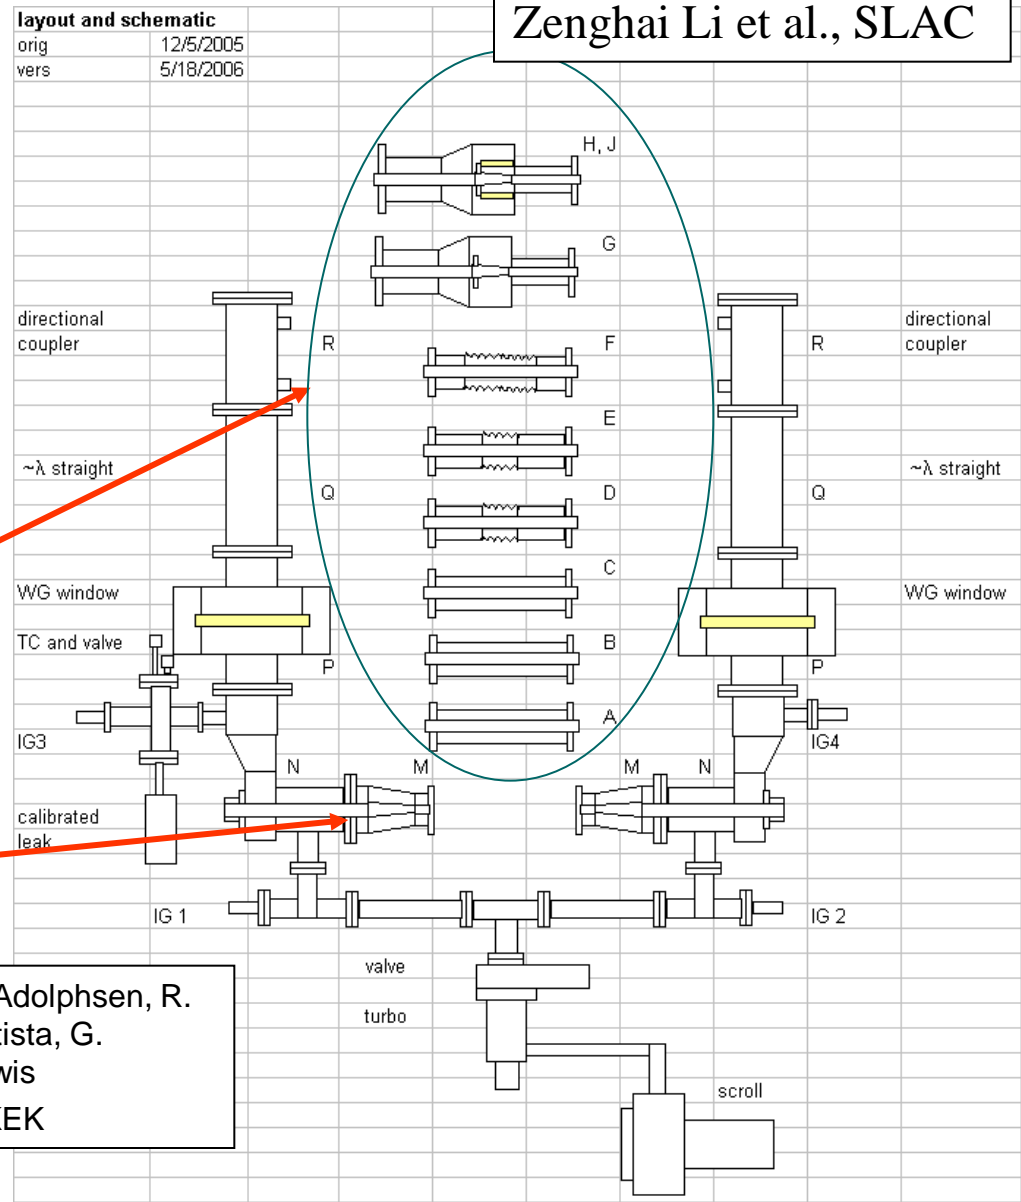 layout and schematic
orig 12/5/2005
vers 5/18/2006
Zenghai Li et al., SLAC
H, J
G
directional
coupler
R
F
R
directional
coupler
E
~λ straight
Q
D
Q
~λ straight
C
WG window
WG window
TC and valve
B
P
P
A
IG3
IG4
N
M
M
N
calibrated
leak
IG 1
IG 2
valve
Adolphsen, R.
turbo
tista, G.
wis
KEK
scroll